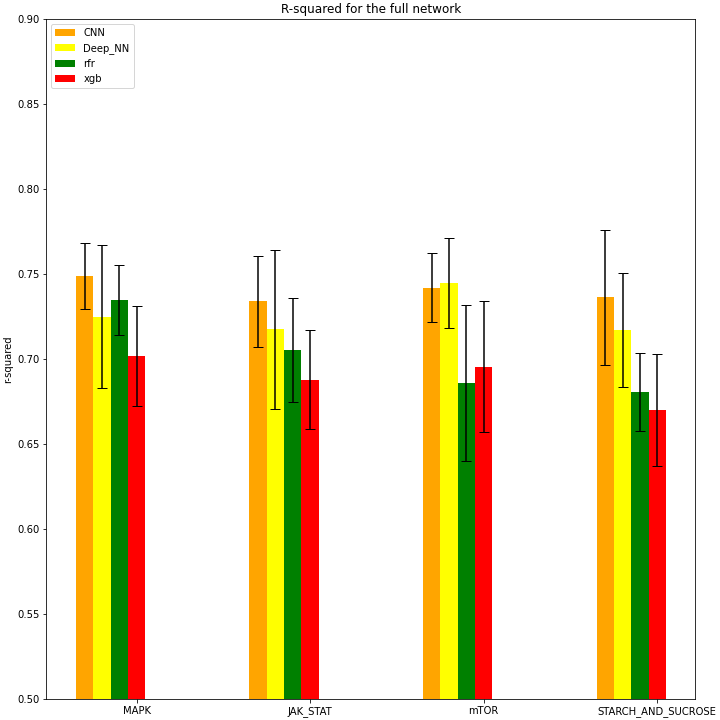 R-squared for the full network
0.90
0.85
0.80
0.75
0.70
0.65
0.60
0.55
0.50
r-squared
CNN
Deep_NN
rfr
xgb
MAPK
JAK_STAT
mTOR
STARCH_AND_SUCROSE